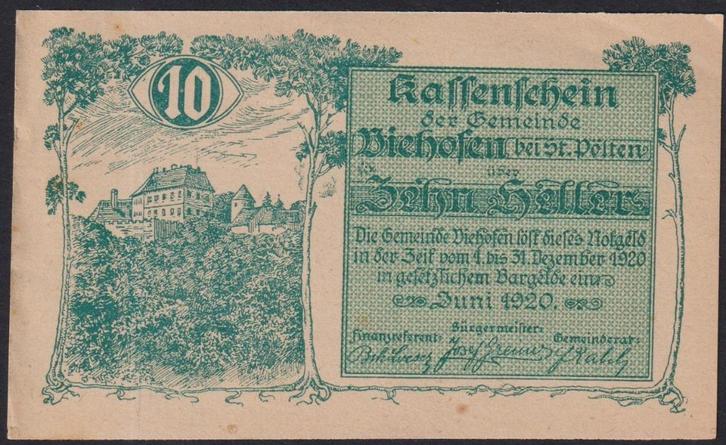 10
Kassenschein
der Gemeinde
Viehofen bei St. Pölten
über
Zehn Heller
Die Gemeinde Viehofen löst dieses Notgeld
in der Zeit vom 1. bis 31. Dezember 1920
in gesetzlichem Bargelde ein.
Juni 1920.
Bürgermeister:
Finanzreferent: Gemeinderat:
Josef